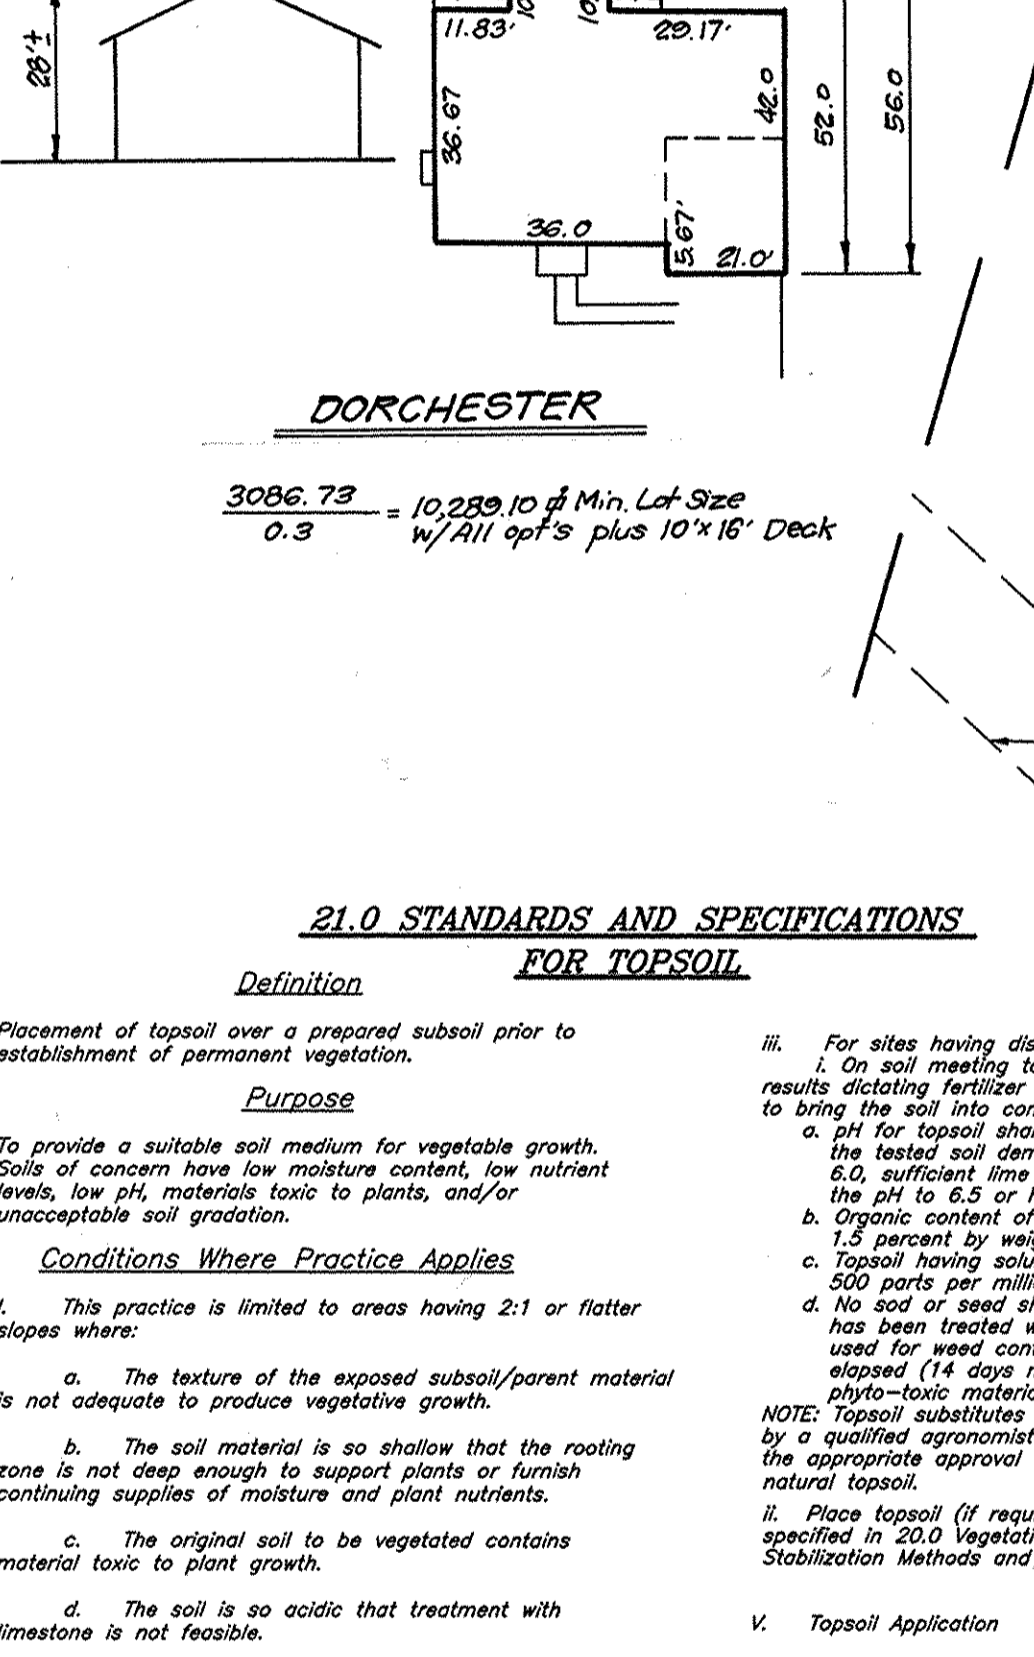 28'±
11.83'
29.17'
36.67
42.0
52.0
56.0
36.0
5.67'
21.0'
DORCHESTER
3086.73
0.3
= 10,289.10 Min. Lot Size
w/All opt's plus 10'x16' Deck
21.0 STANDARDS AND SPECIFICATIONS
FOR TOPSOIL
Definition
Placement of topsoil over a prepared subsoil prior to
establishment of permanent vegetation.
Purpose
To provide a suitable soil medium for vegetable growth.
Soils of concern have low moisture content, low nutrient
levels, low pH, materials toxic to plants, and/or
unacceptable soil gradation.
Conditions Where Practice Applies
I. This practice is limited to areas having 2:1 or flatter
slopes where:
a. The texture of the exposed subsoil/parent material
is not adequate to produce vegetative growth.
b. The soil material is so shallow that the rooting
zone is not deep enough to support plants or furnish
continuing supplies of moisture and plant nutrients.
c. The original soil to be vegetated contains
material toxic to plant growth.
d. The soil is so acidic that treatment with
limestone is not feasible.
iii. For sites having dis
i. On soil meeting to
results dictating fertilizer
to bring the soil into con
a. pH for topsoil shal
the tested soil dem
6.0, sufficient lime
the pH to 6.5 or h
b. Organic content of
1.5 percent by weig
c. Topsoil having solu
500 parts per milli
d. No sod or seed sh
has been treated w
used for weed cont
elapsed (14 days m
phyto-toxic materia
NOTE: Topsoil substitutes
by a qualified agronomist
the appropriate approval
natural topsoil.
ii. Place topsoil (if requ
specified in 20.0 Vegetati
Stabilization Methods and
V. Topsoil Application